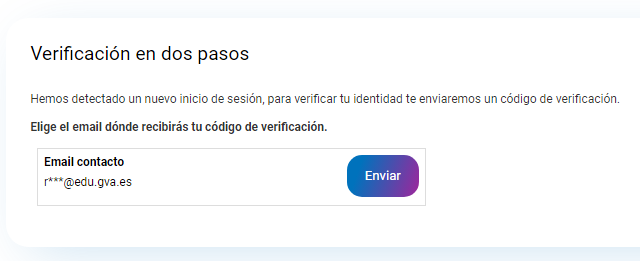 Verificación en dos pasos
Hemos detectado un nuevo inicio de sesión, para verificar tu identidad te enviaremos un código de verificación.
Elige el email dónde recibirás tu código de verificación.
Email contacto
r***@edu.gva.es
Enviar